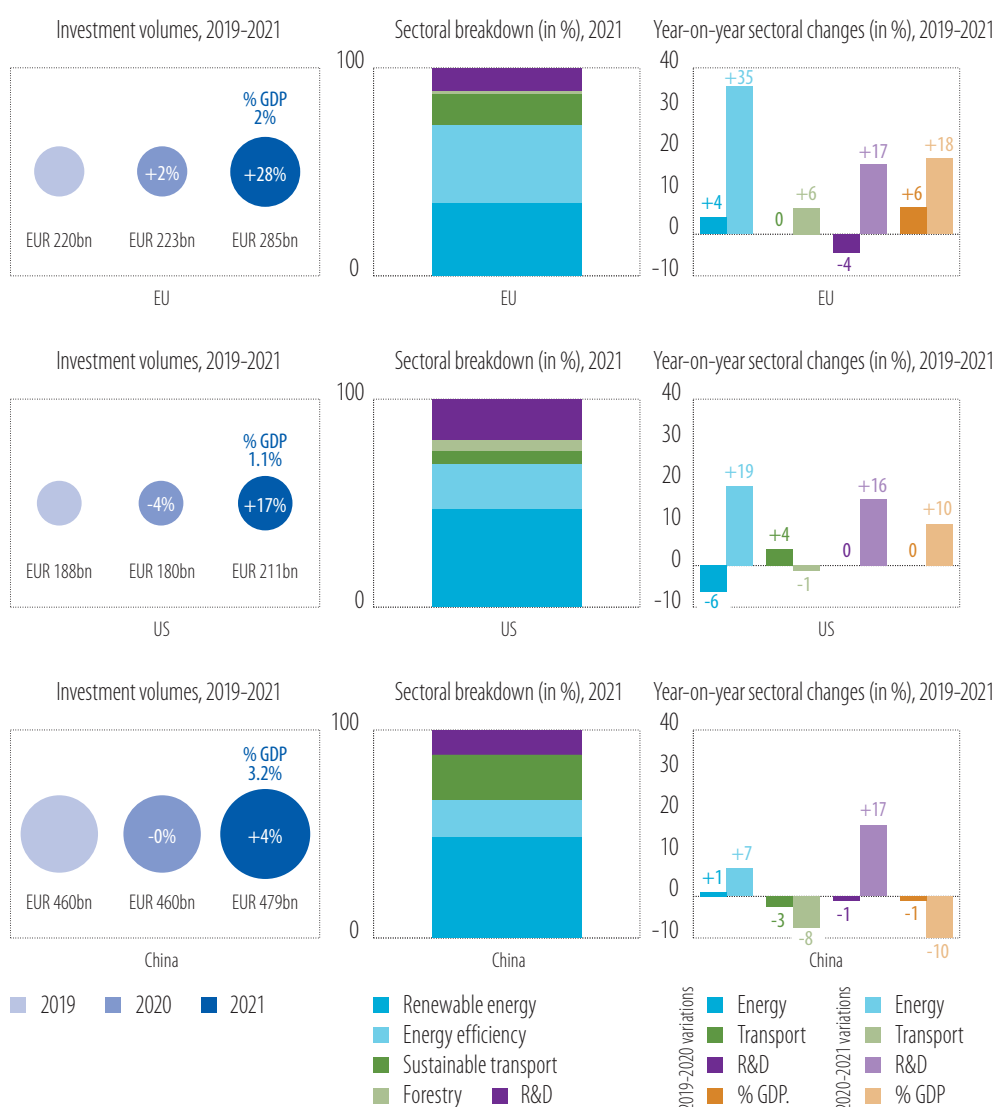 Investment volumes, 2019-2021
Sectoral breakdown (in %), 2021
Year-on-year sectoral changes (in %), 2019-2021
% GDP
2%
+2%
+28%
EUR 220bn
EUR 223bn
EUR 285bn
EU
100
0
EU
40
30
20
10
0
-10
+4
+35
0
+6
-4
+17
+6
+18
EU
Investment volumes, 2019-2021
Sectoral breakdown (in %), 2021
Year-on-year sectoral changes (in %), 2019-2021
% GDP
1.1%
-4%
+17%
EUR 188bn
EUR 180bn
EUR 211bn
US
100
0
US
40
30
20
10
0
-10
-6
+19
+4
-1
0
+16
0
+10
US
Investment volumes, 2019-2021
Sectoral breakdown (in %), 2021
Year-on-year sectoral changes (in %), 2019-2021
% GDP
3.2%
-0%
+4%
EUR 460bn
EUR 460bn
EUR 479bn
China
100
0
China
40
30
20
10
0
-10
+1
+7
-3
-8
-1
+17
-1
-10
China
2019
2020
2021
Renewable energy
Energy efficiency
Sustainable transport
Forestry
R&D
2019-2020 variations
Energy
Transport
R&D
% GDP.
2020-2021 variations
Energy
Transport
R&D
% GDP